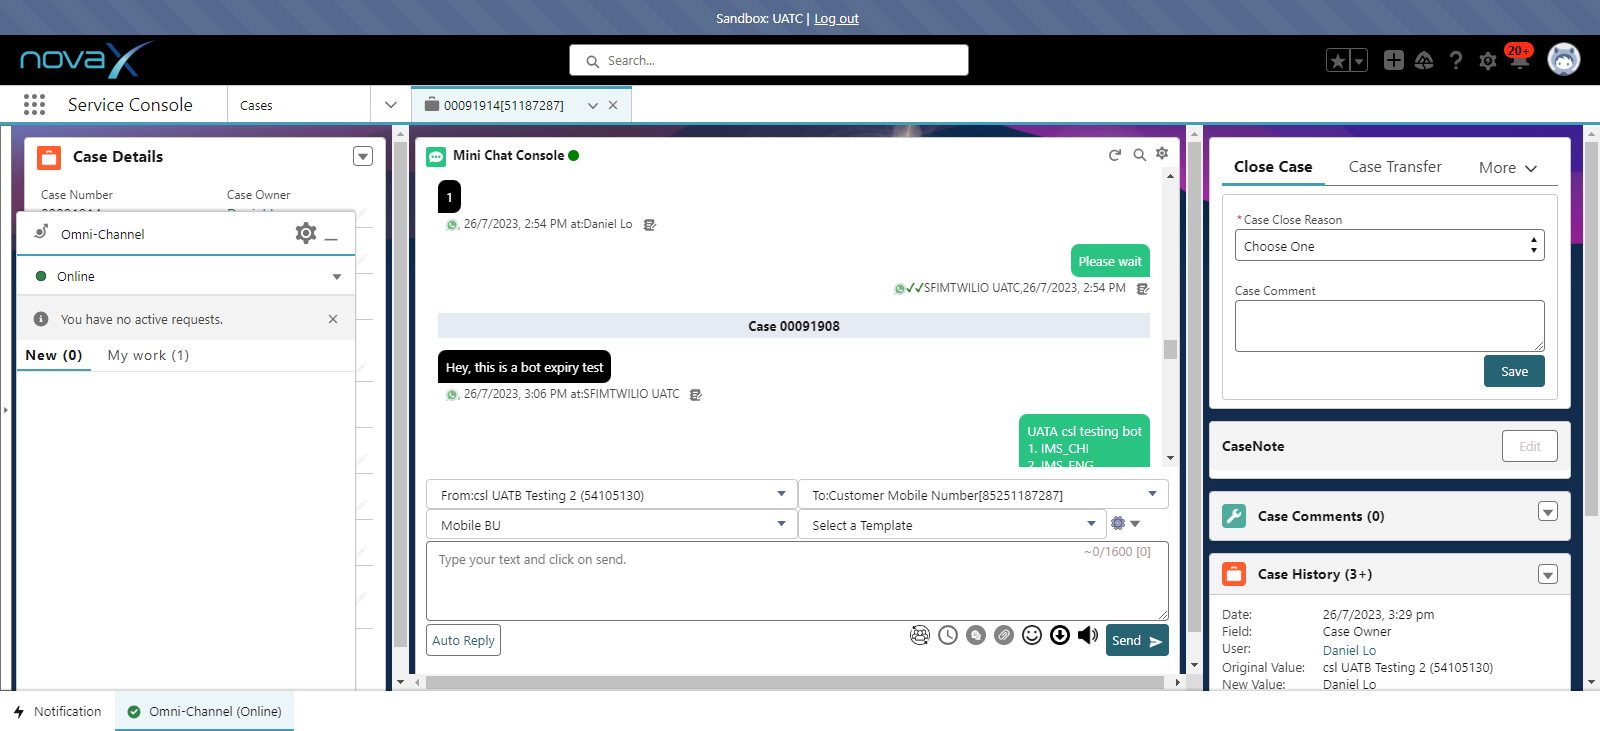 Sandbox: UATC | Log out
novaX
Search...
20+
Service Console
Cases
00091914[51187287]
Case Details
Case Number
Case Owner
Omni-Channel
Online
You have no active requests.
New (0)
My work (1)
Mini Chat Console
1
, 26/7/2023, 2:54 PM at:Daniel Lo
Please wait
SFIMTWILIO UATC,26/7/2023, 2:54 PM
Case 00091908
Hey, this is a bot expiry test
, 26/7/2023, 3:06 PM at:SFIMTWILIO UATC
UATA csl testing bot
1. IMS_CHI
2. IMS_ENG
From:csl UATB Testing 2 (54105130)
To:Customer Mobile Number[85251187287]
Mobile BU
Select a Template
Type your text and click on send.
~0/1600 [0]
Auto Reply
Send
Close Case
Case Transfer
More
*Case Close Reason
Choose One
Case Comment
Save
CaseNote
Edit
Case Comments (0)
Case History (3+)
Date: 26/7/2023, 3:29 pm
Field: Case Owner
User: Daniel Lo
Original Value: csl UATB Testing 2 (54105130)
New Value: Daniel Lo
Notification
Omni-Channel (Online)